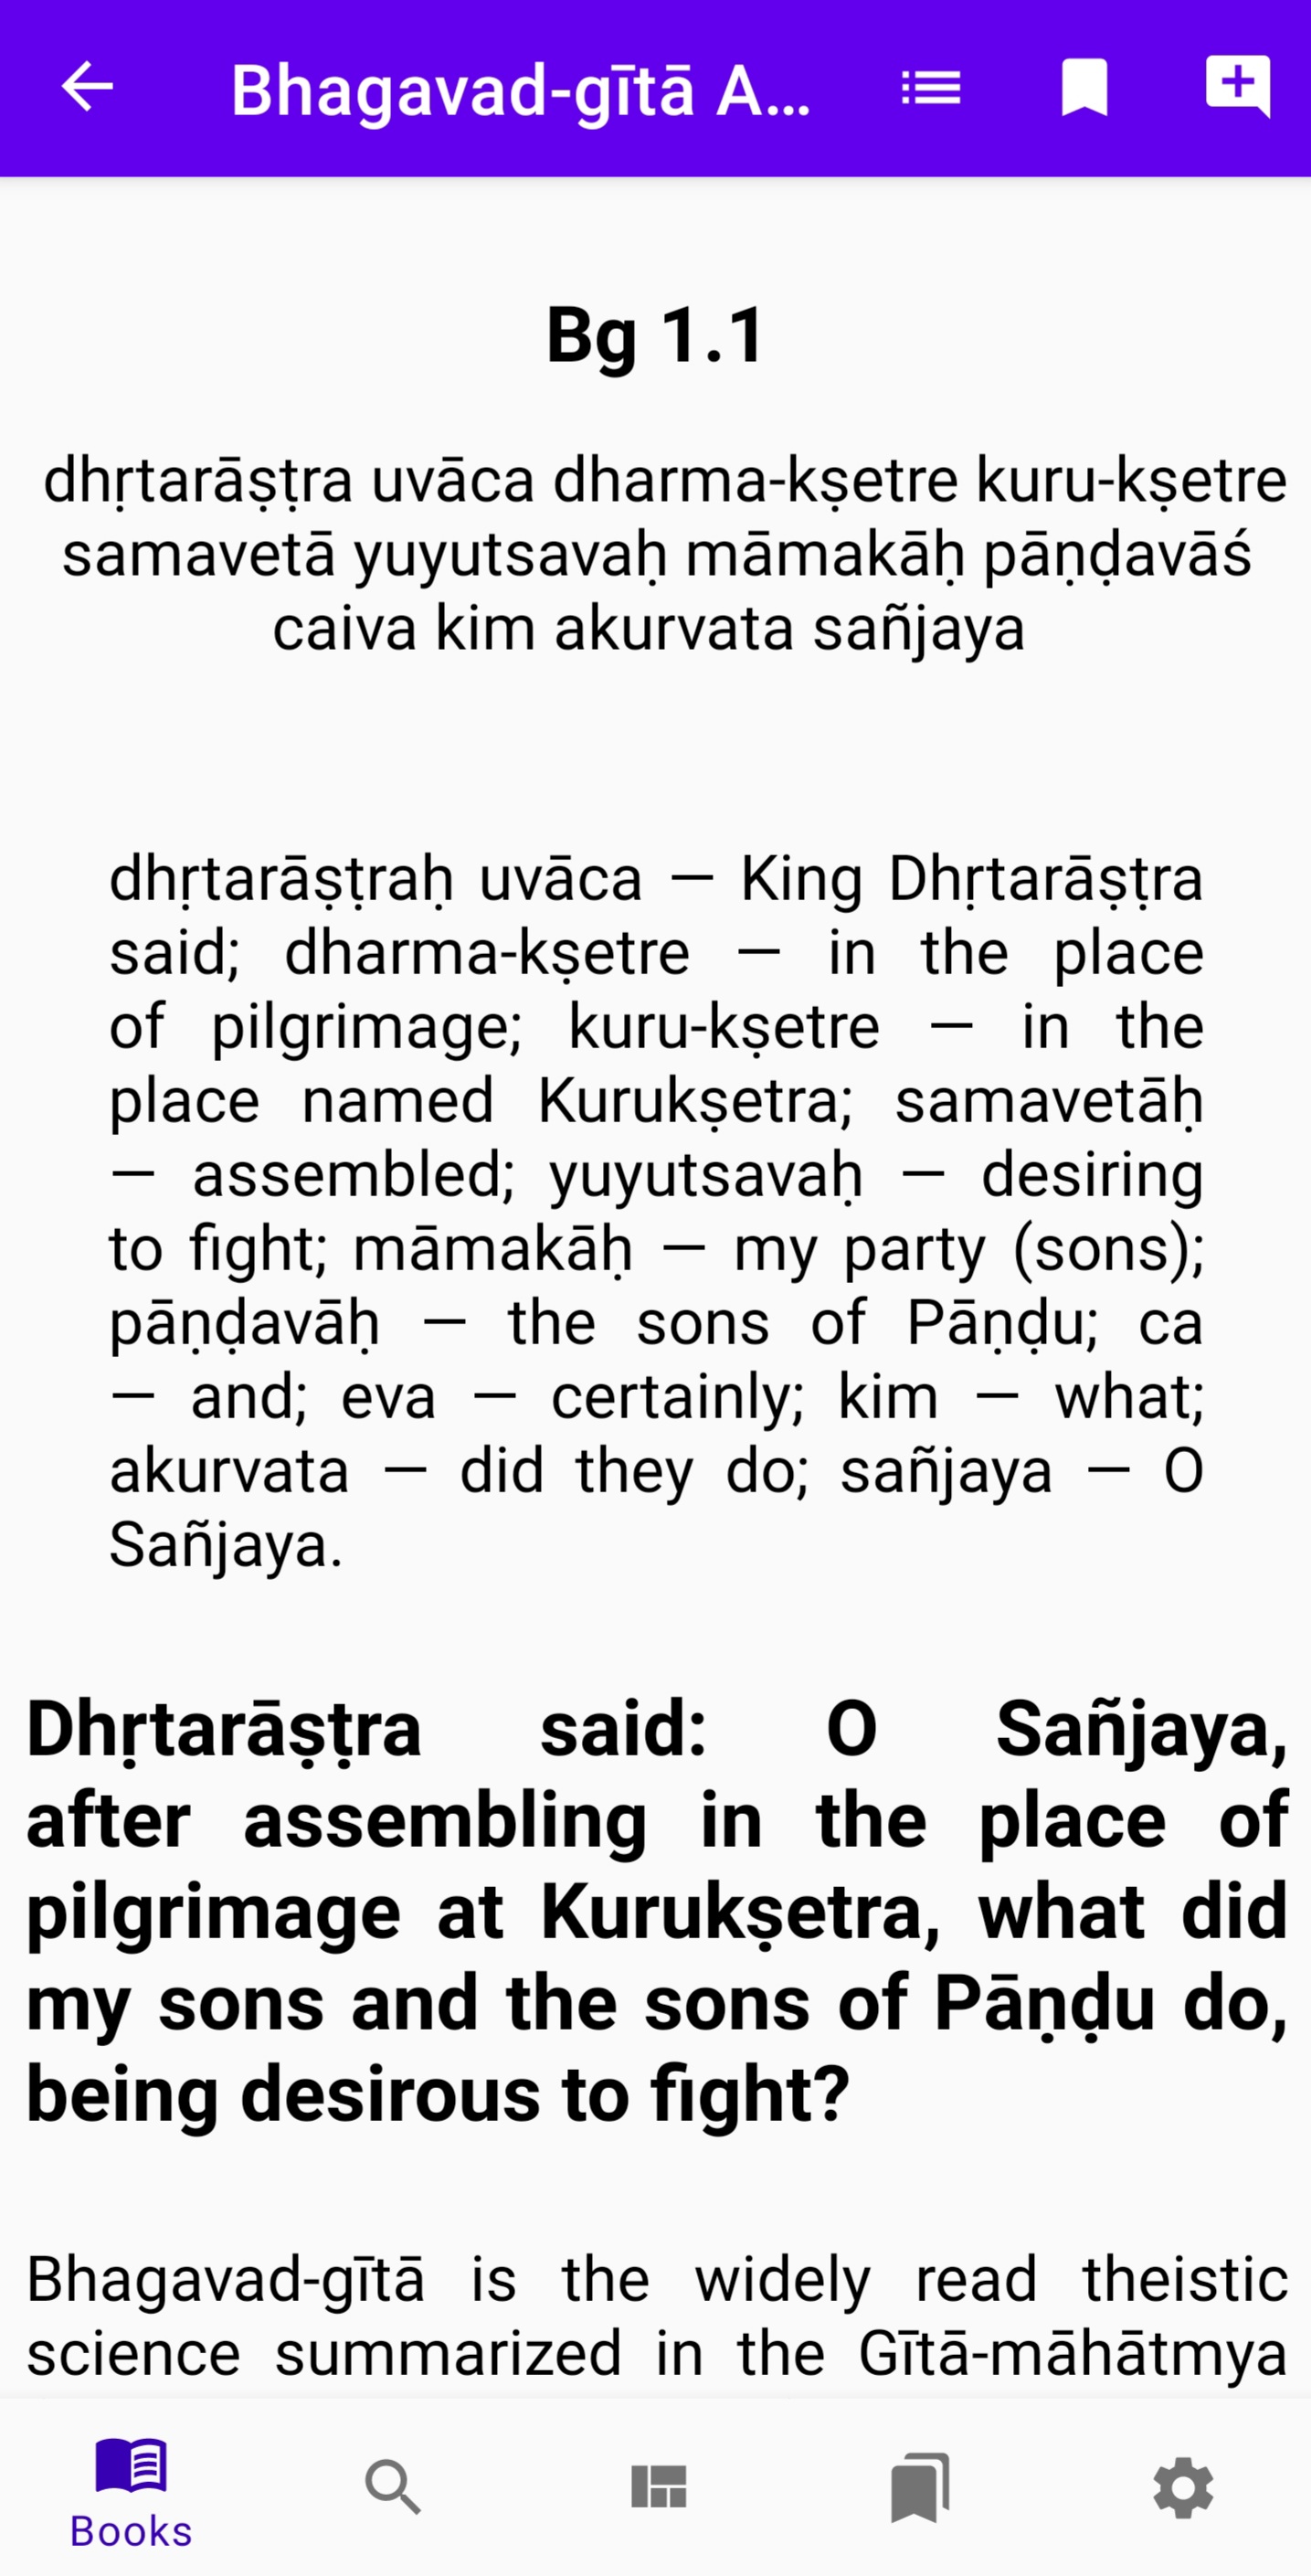 Bhagavad-gītā A...
Bg 1.1
dhṛtarāṣṭra uvāca dharma-kṣetre kuru-kṣetre
samavetā yuyutsavaḥ māmakāḥ pāṇḍavāś
caiva kim akurvata sañjaya
dhṛtarāṣṭraḥ uvāca — King Dhṛtarāṣṭra
said; dharma-kṣetre — in the place
of pilgrimage; kuru-kṣetre — in the
place named Kurukṣetra; samavetāḥ
— assembled; yuyutsavaḥ — desiring
to fight; māmakāḥ — my party (sons);
pāṇḍavāḥ — the sons of Pāṇḍu; ca
— and; eva — certainly; kim — what;
akurvata — did they do; sañjaya — O
Sañjaya.
Dhṛtarāṣṭra said: O Sañjaya,
after assembling in the place of
pilgrimage at Kurukṣetra, what did
my sons and the sons of Pāṇḍu do,
being desirous to fight?
Bhagavad-gītā is the widely read theistic
science summarized in the Gītā-māhātmya
Books